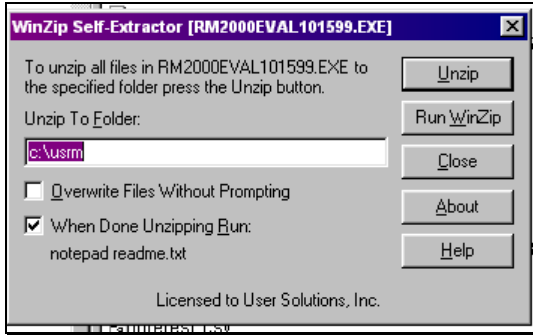 WinZip Self-Extractor [RM2000EVAL101599.EXE]
To unzip all files in RM2000EVAL101599.EXE to
the specified folder press the Unzip button.
Unzip To Folder:
c:\usrm
Overwrite Files Without Prompting
When Done Unzipping Run:
notepad readme.txt
Unzip
Run WinZip
Close
About
Help
Licensed to User Solutions, Inc.